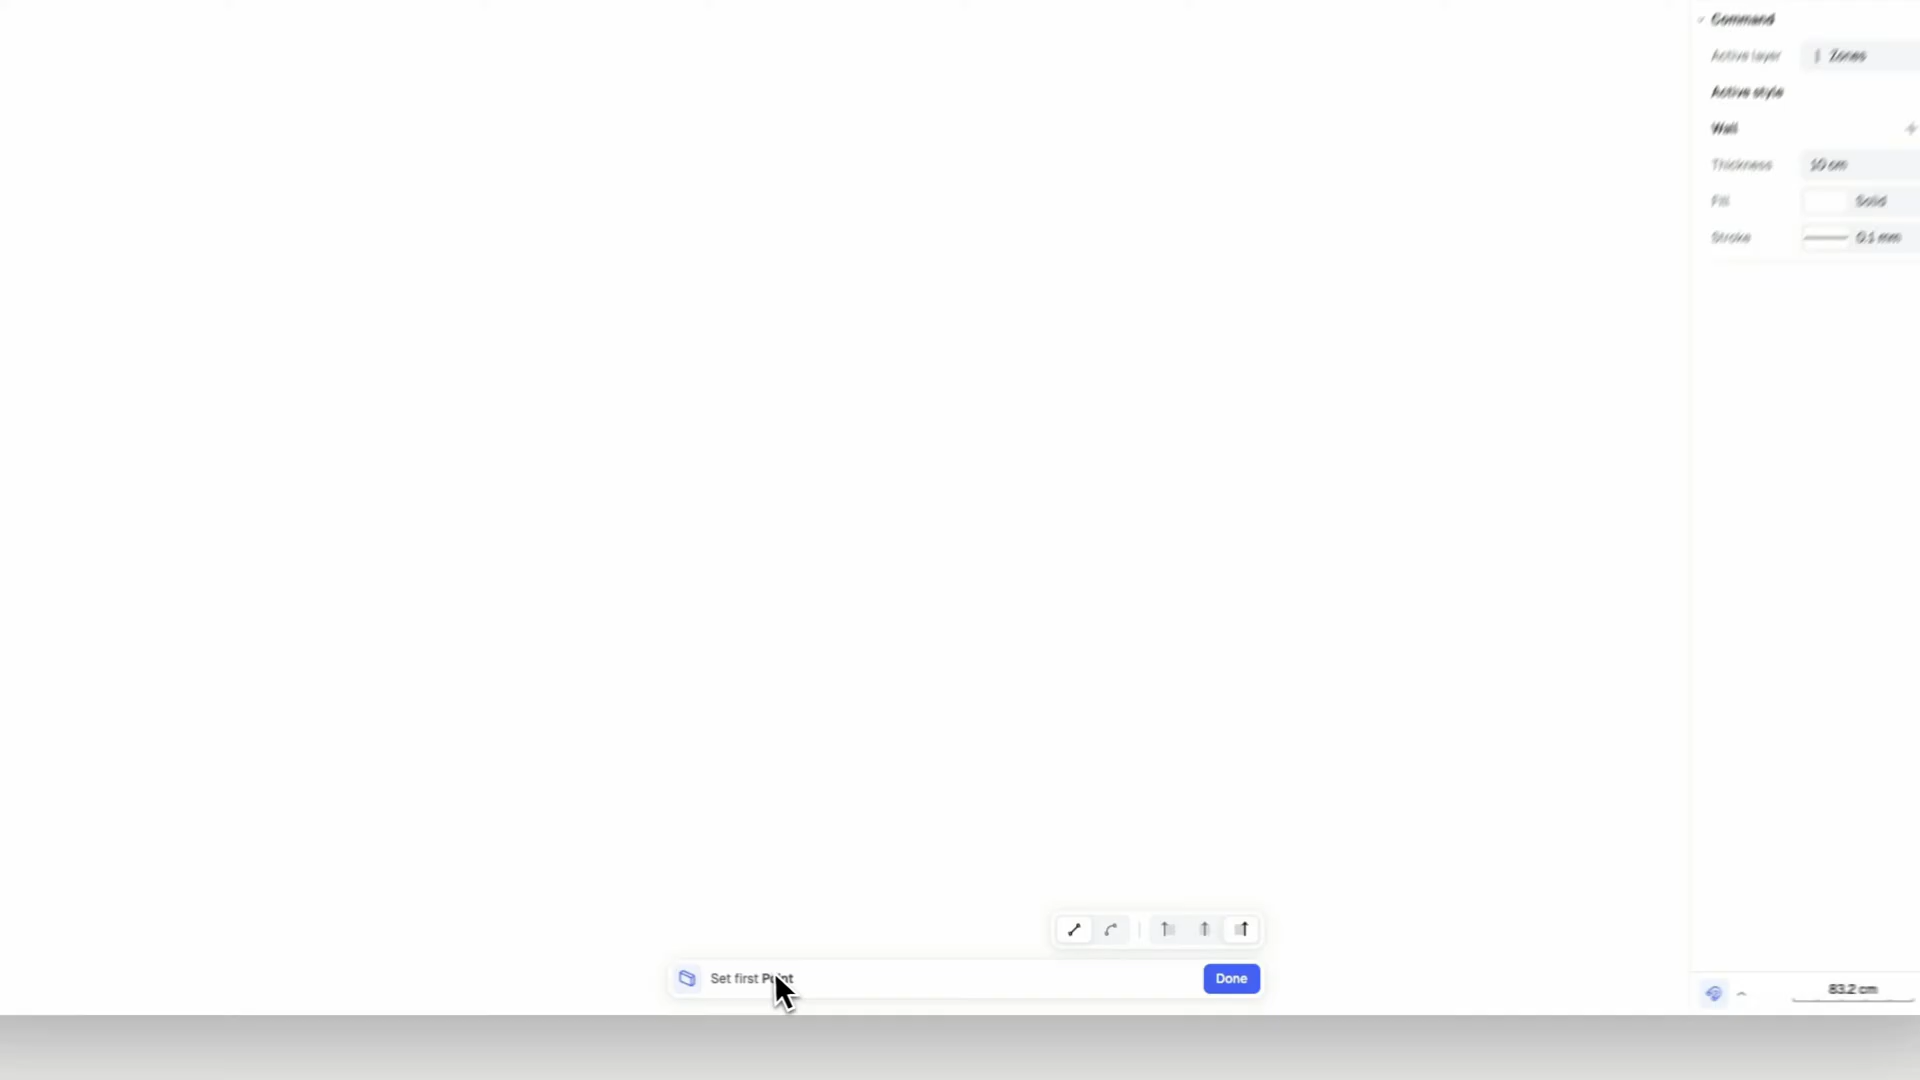 Command
Active layer Zones
Active style
Wall
Thickness 10 cm
Fill Solid
Stroke 0.1 mm
Set first Point
Done
83.2 cm